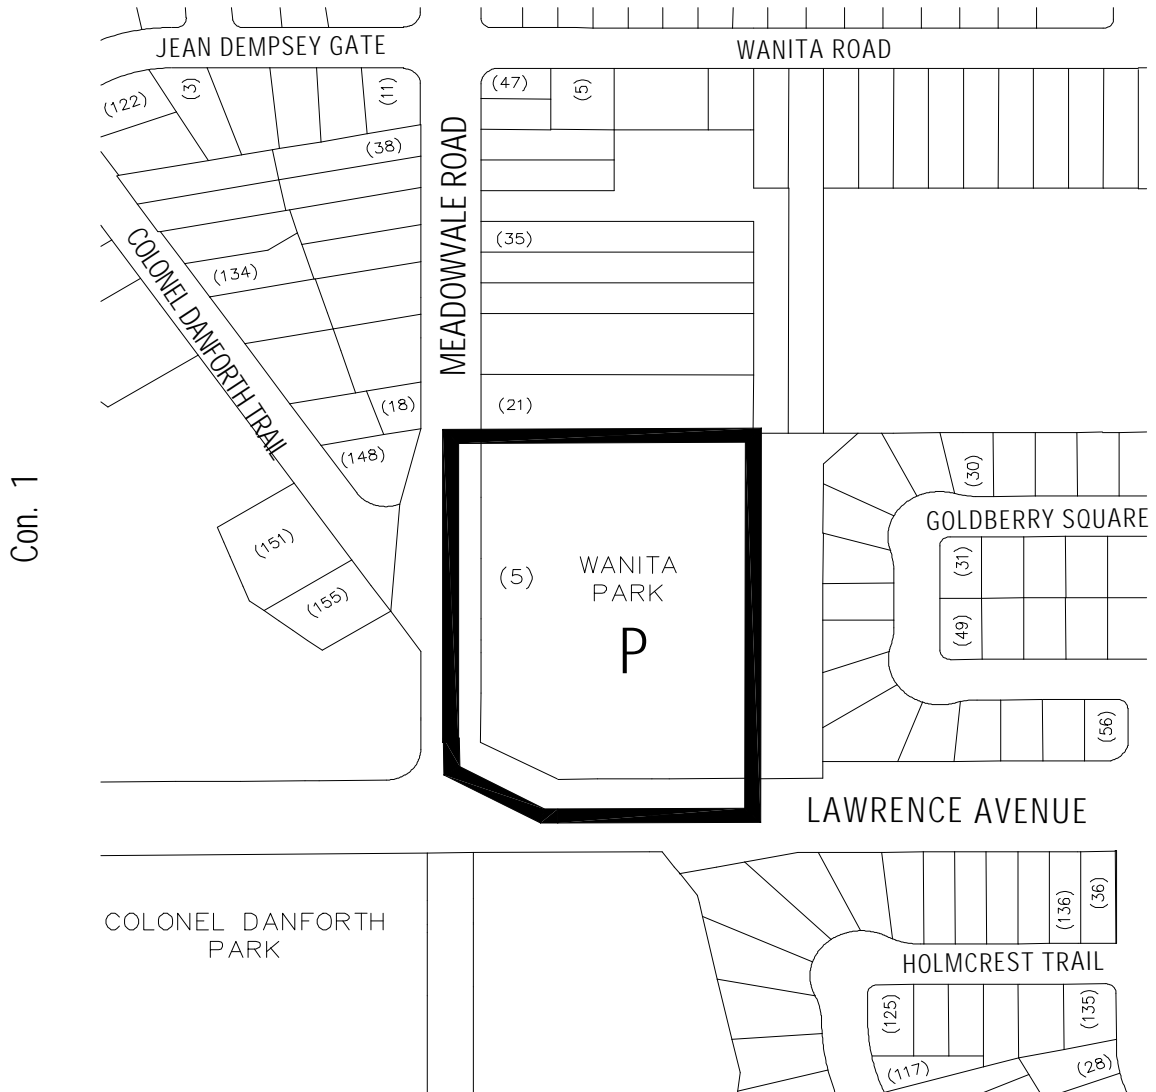 JEAN DEMPSEY GATE
WANITA ROAD
(122)
(3)
(11)
(47)
(5)
(38)
MEADOWVALE ROAD
(35)
COLONEL DANFORTH TRAIL
(134)
(18)
(21)
(148)
(30)
Con. 1
GOLDBERRY SQUARE
(151)
(155)
(5)
WANITA
PARK
P
(31)
(49)
(56)
LAWRENCE AVENUE
COLONEL DANFORTH
PARK
(136)
(36)
HOLMCREST TRAIL
(125)
(135)
(117)
(28)